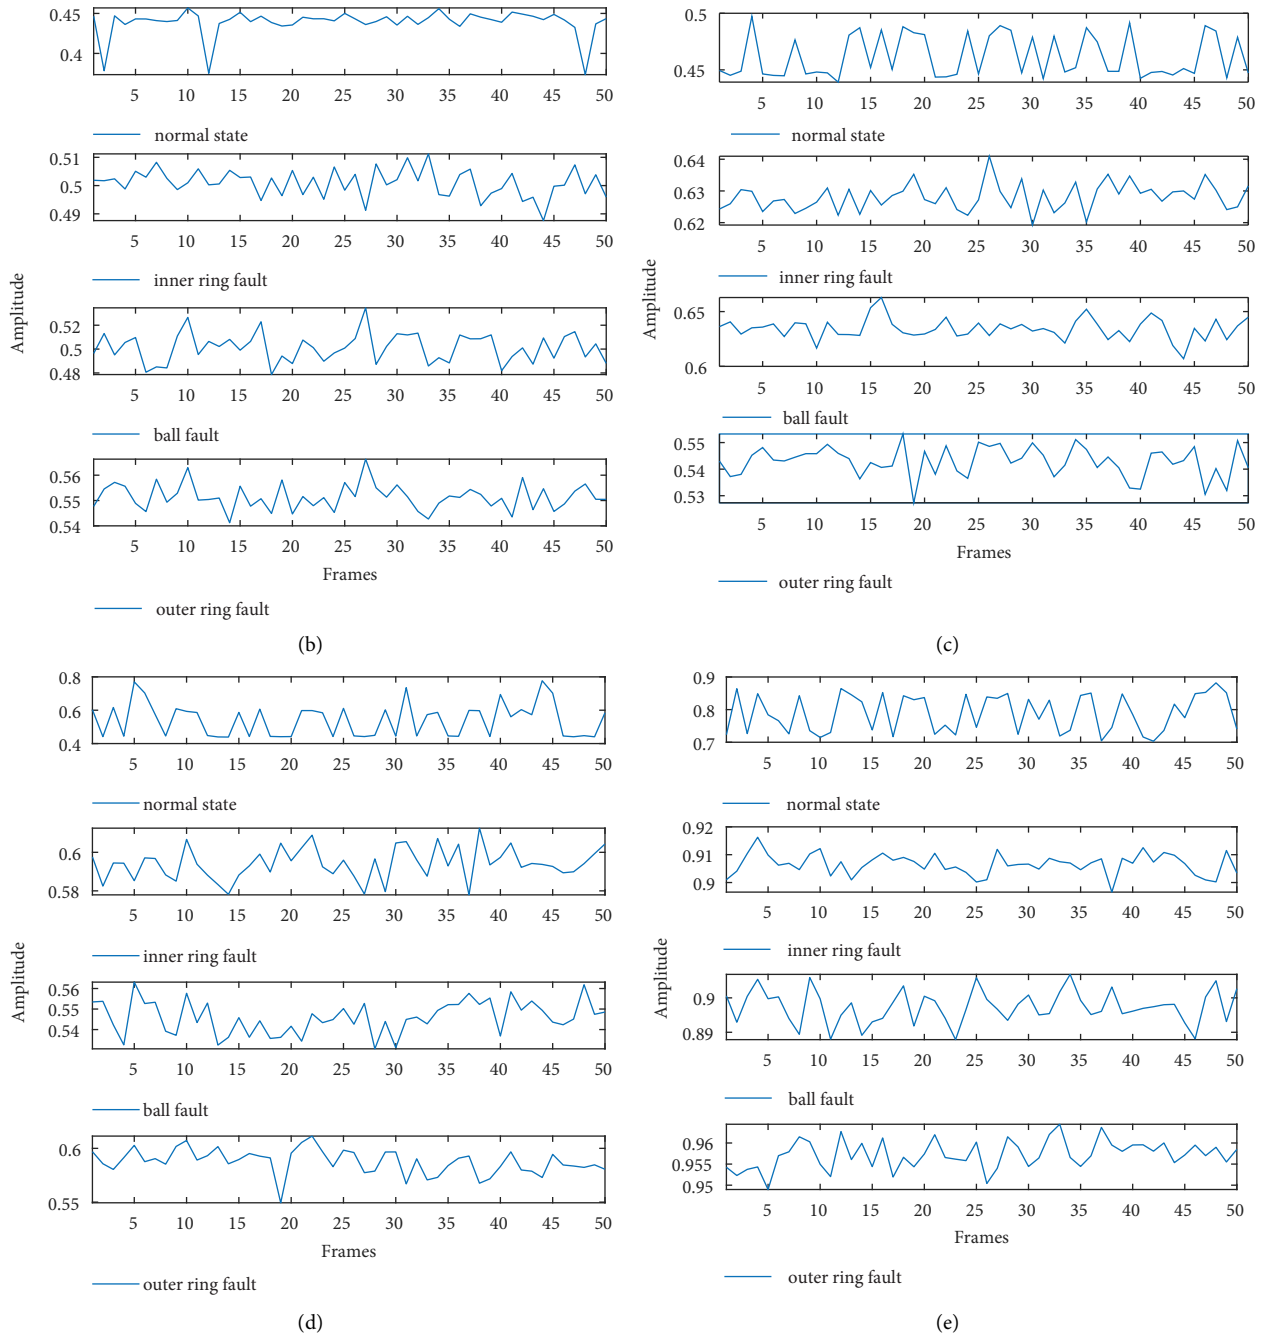 0.45
0.4
5 10 15 20 25 30 35 40 45 50
normal state
0.51
0.5
0.49
5 10 15 20 25 30 35 40 45 50
inner ring fault
Amplitude
0.52
0.5
0.48
5 10 15 20 25 30 35 40 45 50
ball fault
0.56
0.55
0.54
5 10 15 20 25 30 35 40 45 50
Frames
outer ring fault
(b)
0.5
0.45
5 10 15 20 25 30 35 40 45 50
normal state
0.64
0.63
0.62
5 10 15 20 25 30 35 40 45 50
inner ring fault
Amplitude
0.65
0.6
5 10 15 20 25 30 35 40 45 50
ball fault
0.55
0.54
0.53
5 10 15 20 25 30 35 40 45 50
Frames
outer ring fault
(c)
0.8
0.6
0.4
5 10 15 20 25 30 35 40 45 50
normal state
0.6
0.58
5 10 15 20 25 30 35 40 45 50
inner ring fault
Amplitude
0.56
0.55
0.54
5 10 15 20 25 30 35 40 45 50
ball fault
0.6
0.55
5 10 15 20 25 30 35 40 45 50
Frames
outer ring fault
(d)
0.9
0.8
0.7
5 10 15 20 25 30 35 40 45 50
normal state
0.92
0.91
0.9
5 10 15 20 25 30 35 40 45 50
inner ring fault
Amplitude
0.9
0.89
5 10 15 20 25 30 35 40 45 50
ball fault
0.96
0.955
0.95
5 10 15 20 25 30 35 40 45 50
Frames
outer ring fault
(e)